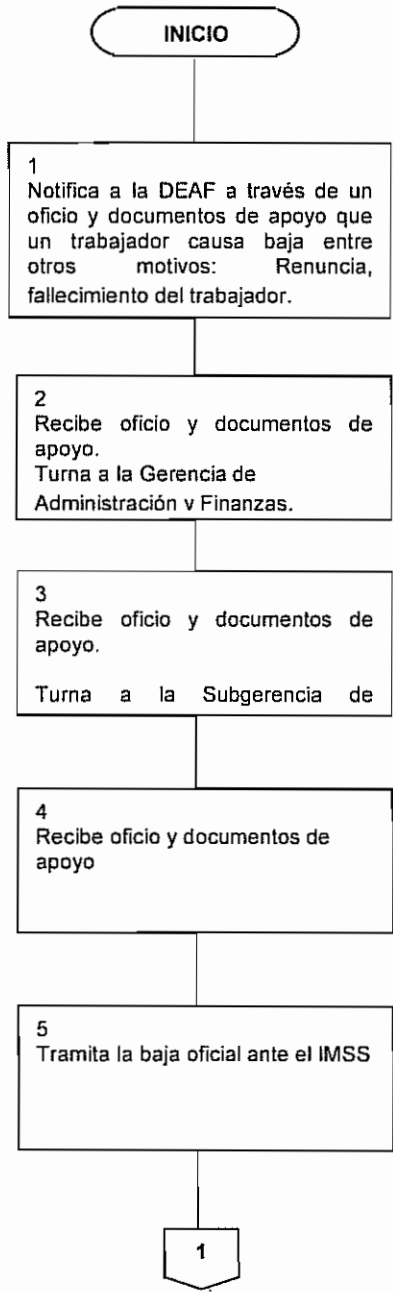 INICIO
1
Notifica a la DEAF a través de un
oficio y documentos de apoyo que
un trabajador causa baja entre
otros motivos: Renuncia,
fallecimiento del trabajador.
2
Recibe oficio y documentos de
apoyo.
Turna a la Gerencia de
Administración y Finanzas.
3
Recibe oficio y documentos de
apoyo.
Turna a la Subgerencia de
4
Recibe oficio y documentos de
apoyo
5
Tramita la baja oficial ante el IMSS
1